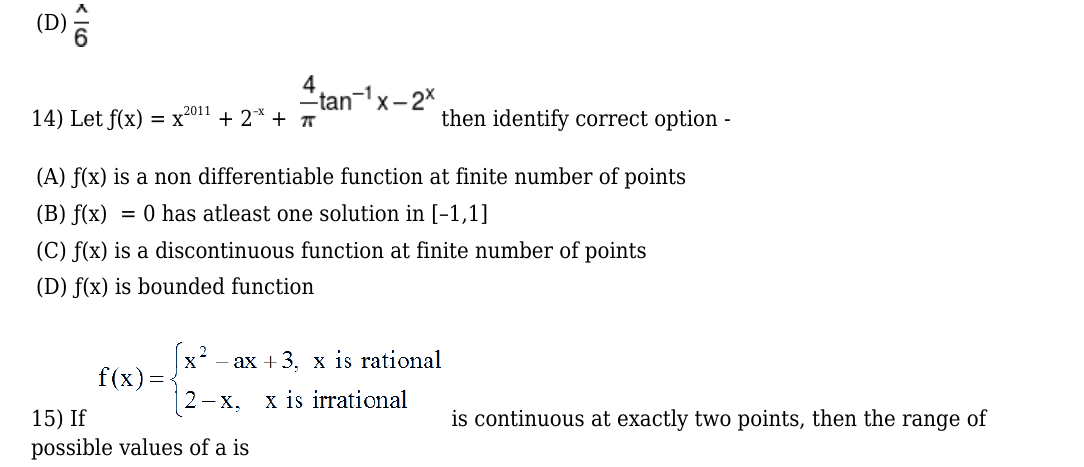 (D) x/6
14) Let ƒ(x) = x²⁰¹¹ + 2⁻ˣ + 4/π tan⁻¹ x – 2ˣ then identify correct option -
(A) ƒ(x) is a non differentiable function at finite number of points
(B) ƒ(x) = 0 has atleast one solution in [–1,1]
(C) ƒ(x) is a discontinuous function at finite number of points
(D) ƒ(x) is bounded function
15) If f(x) = { x² – ax + 3, x is rational
2 – x, x is irrational
is continuous at exactly two points, then the range of
possible values of a is